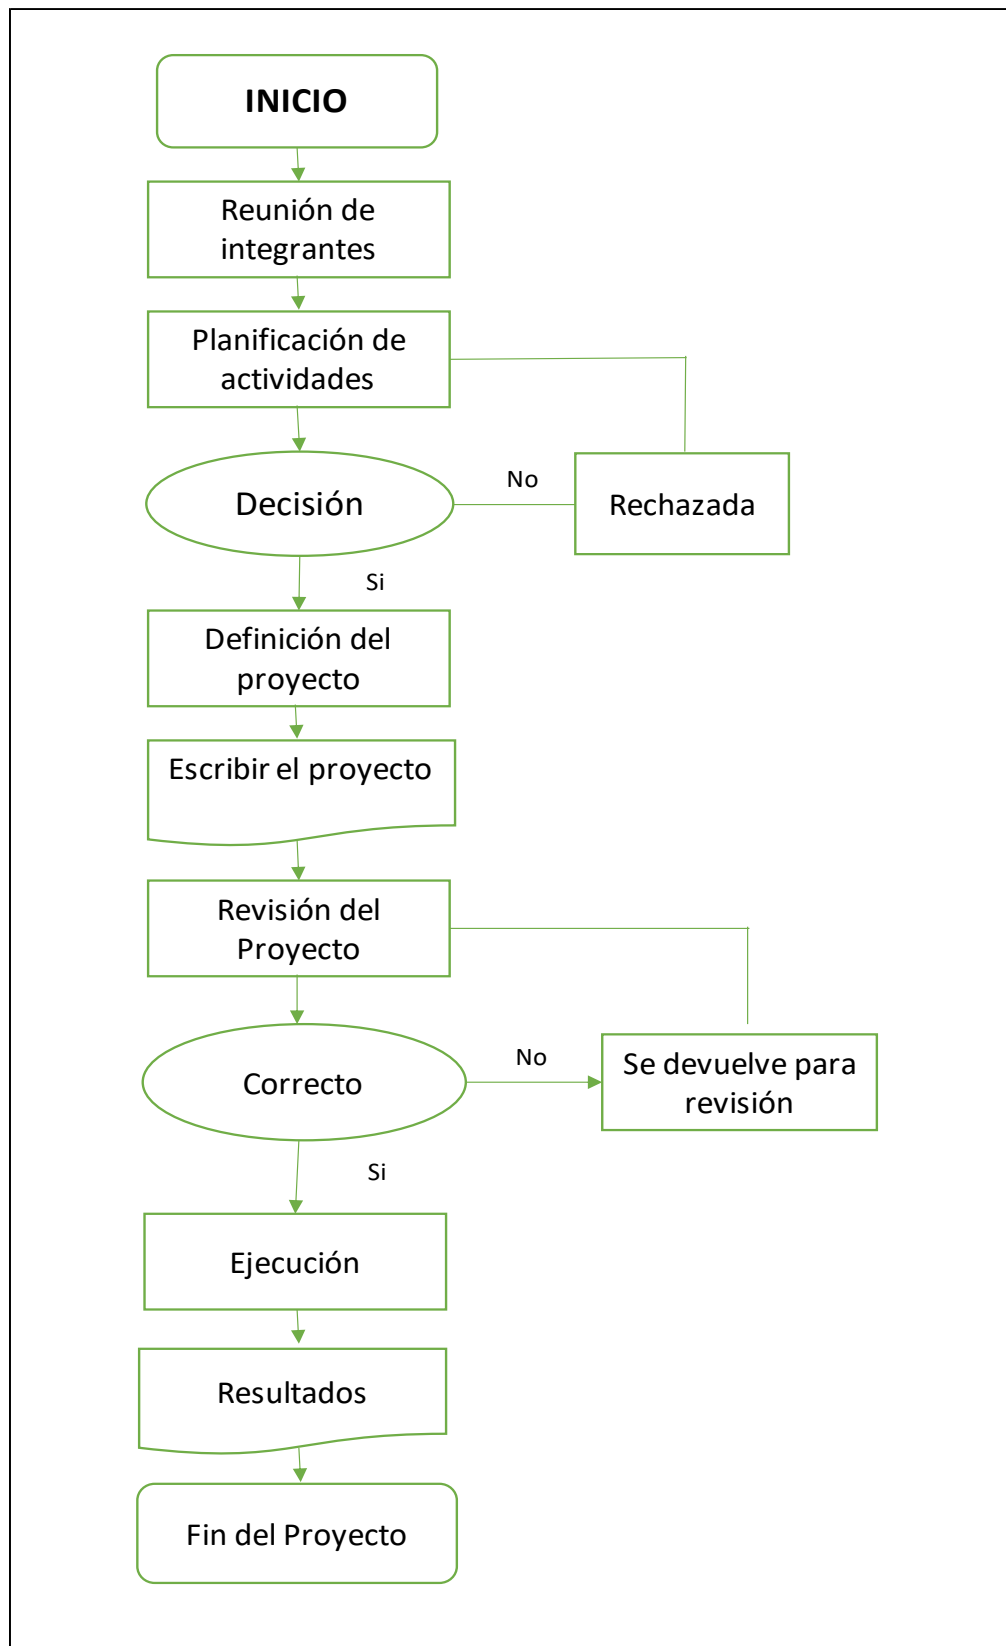 INICIO
Reunión de
integrantes
Planificación de
actividades
Decisión
No
Rechazada
Si
Definición del
proyecto
Escribir el proyecto
Revisión del
Proyecto
Correcto
No
Se devuelve para
revisión
Si
Ejecución
Resultados
Fin del Proyecto